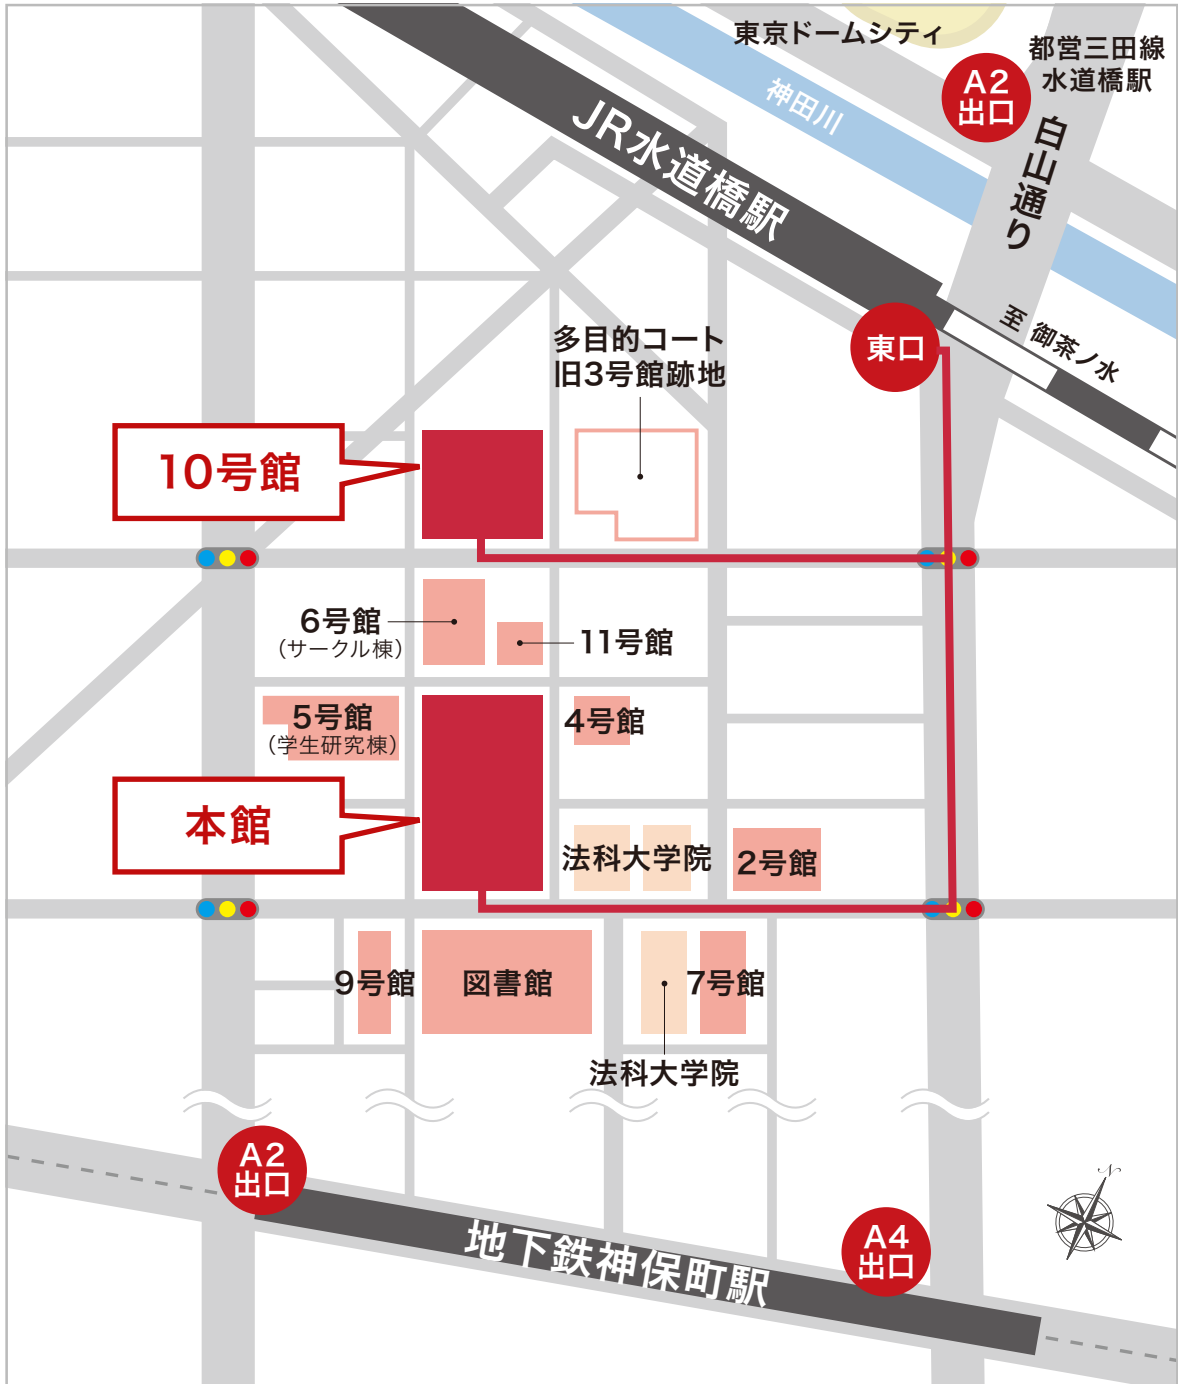 東京ドームシティ
都営三田線
水道橋駅
A2
出口
神田川
白山通り
JR水道橋駅
至 御茶ノ水
東口
多目的コート
旧3号館跡地
10号館
6号館
(サークル棟)
11号館
5号館
(学生研究棟)
4号館
本館
法科大学院
2号館
9号館
図書館
7号館
法科大学院
A2
出口
地下鉄神保町駅
A4
出口
N